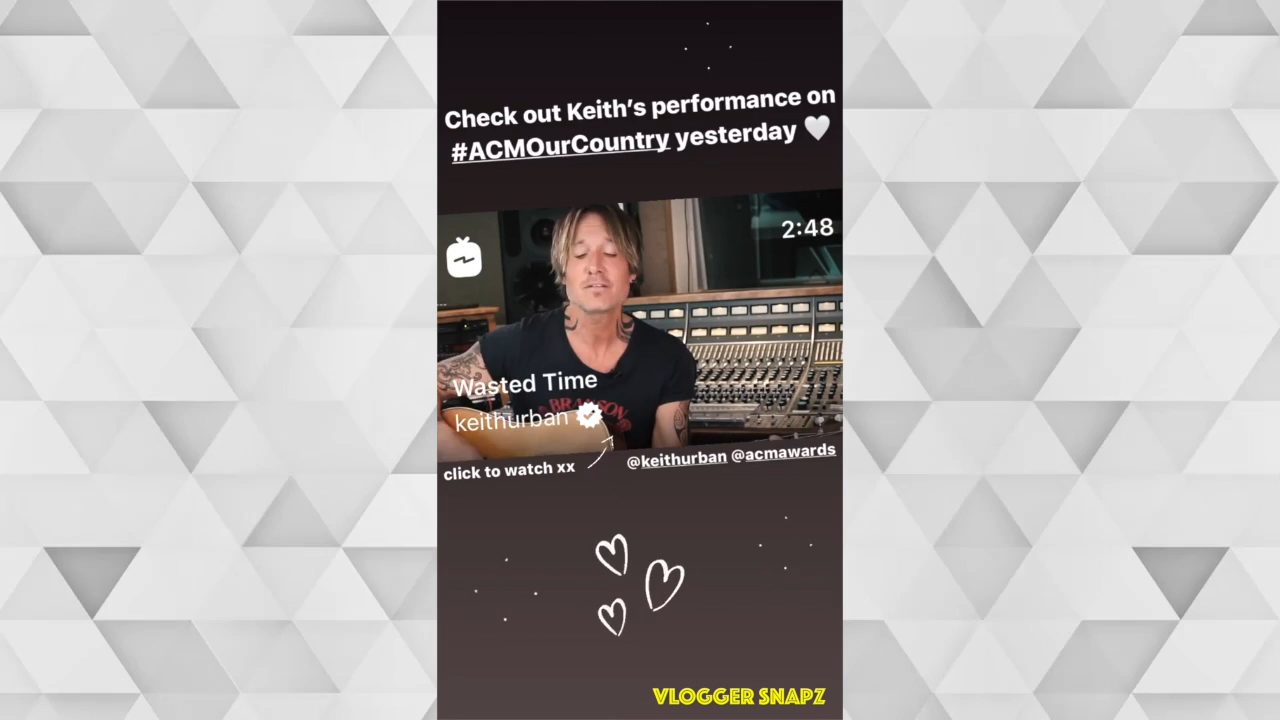 Check out Keith’s performance on
#ACMOurCountry yesterday 🤍
2:48
Wasted Time
BRANSON
keithurban
click to watch xx
@keithurban @acmawards
VLOGGER SNAPZ